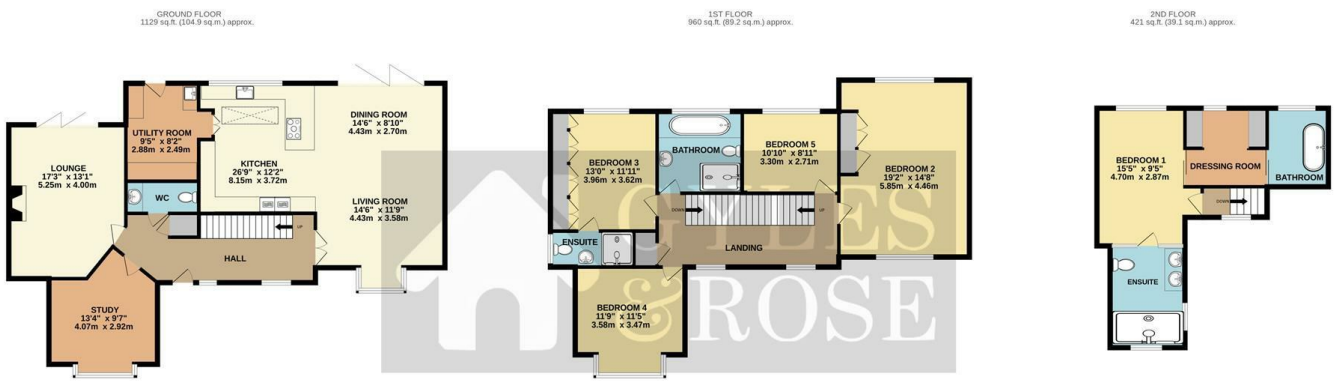 GROUND FLOOR
1129 sq.ft. (104.9 sq.m.) approx.
LOUNGE
17'3" x 13'1"
5.25m x 4.00m
UTILITY ROOM
9'5" x 8'2"
2.88m x 2.49m
WC
KITCHEN
26'9" x 12'2"
8.15m x 3.72m
DINING ROOM
14'6" x 8'10"
4.43m x 2.70m
LIVING ROOM
14'6" x 11'9"
4.43m x 3.58m
UP
HALL
STUDY
13'4" x 9'7"
4.07m x 2.92m
1ST FLOOR
960 sq.ft. (89.2 sq.m.) approx.
BEDROOM 3
13'0" x 11'11"
3.96m x 3.62m
BATHROOM
BEDROOM 5
10'10" x 8'11"
3.30m x 2.71m
BEDROOM 2
19'2" x 14'8"
5.85m x 4.46m
DOWN
UP
ENSUITE
LANDING
BEDROOM 4
11'9" x 11'5"
3.58m x 3.47m
GYLES
&ROSE
2ND FLOOR
421 sq.ft. (39.1 sq.m.) approx.
BEDROOM 1
15'5" x 9'5"
4.70m x 2.87m
DRESSING ROOM
BATHROOM
DOWN
ENSUITE